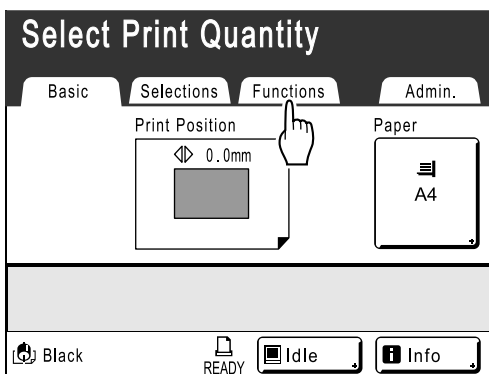 Select Print Quantity
Basic Selections Functions Admin.
Print Position Paper
0.0mm
A4
Black READY Idle Info